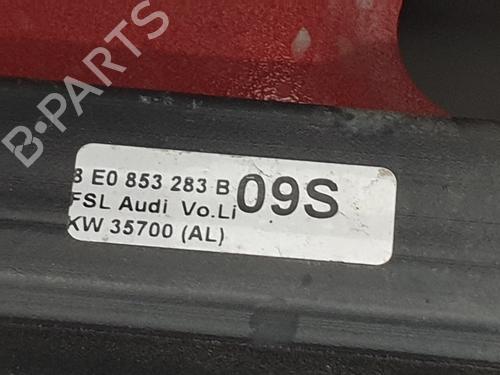 B-PARTS
8 E0 853 283 B 09S
FSL Audi Vo.Li
KW 35700 (AL)